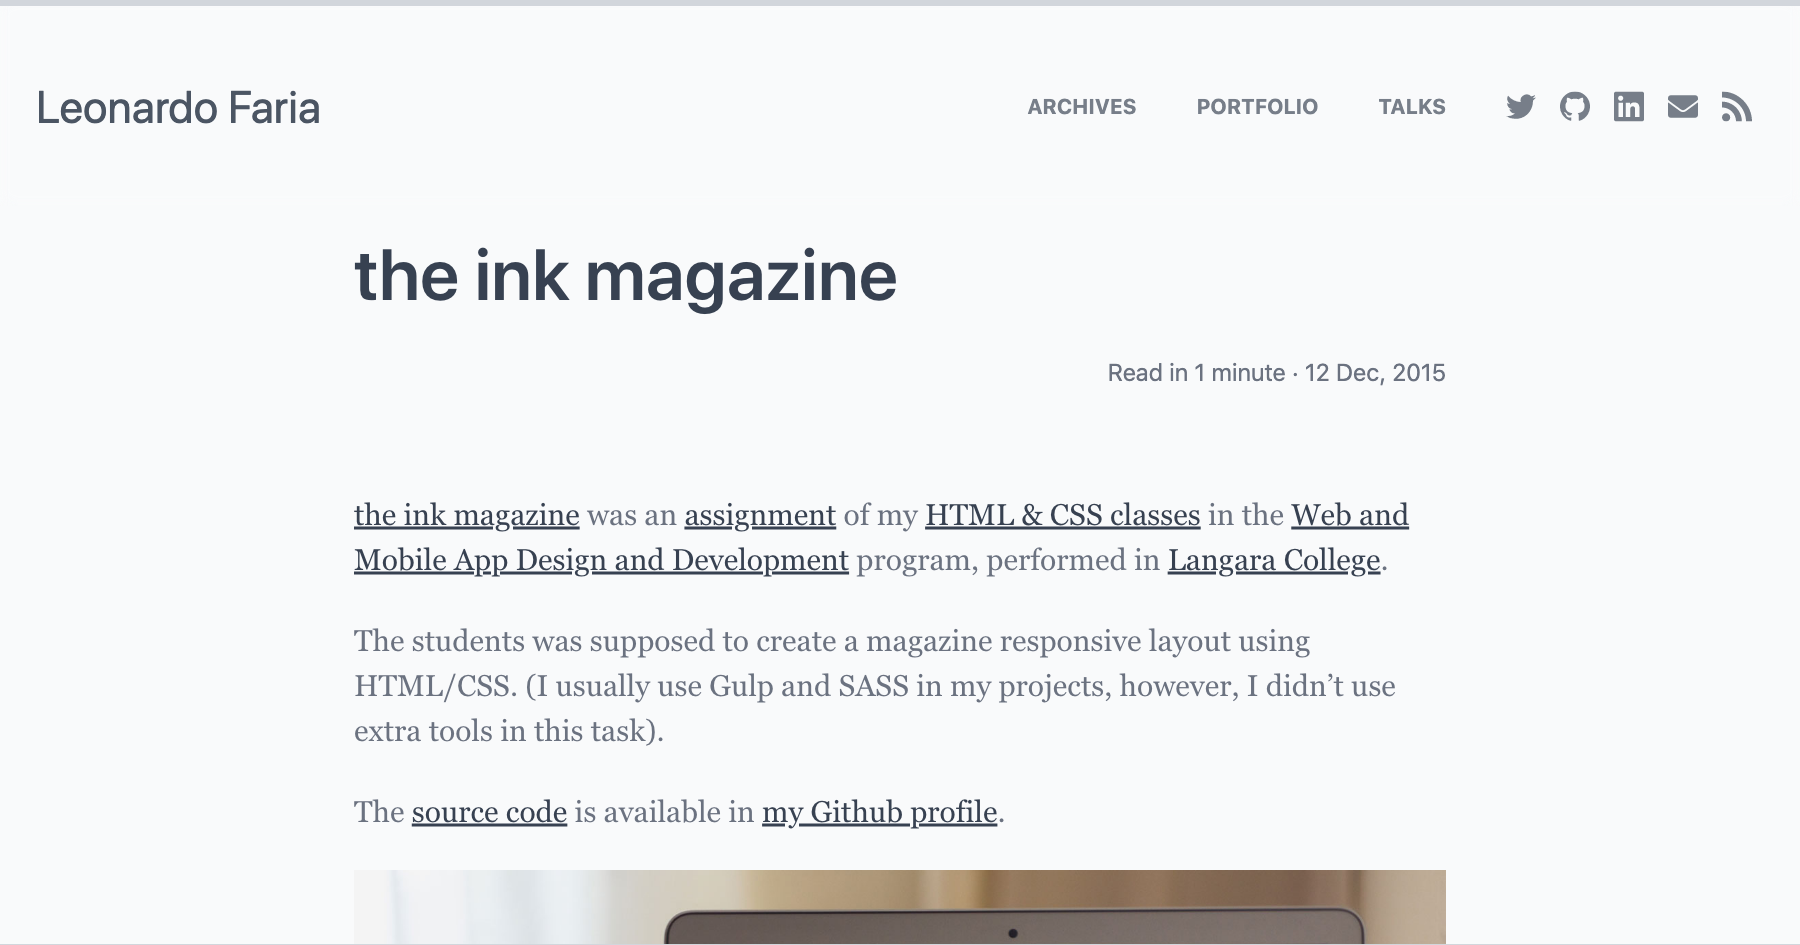 Leonardo Faria
ARCHIVES PORTFOLIO TALKS
the ink magazine
Read in 1 minute · 12 Dec, 2015
the ink magazine was an assignment of my HTML & CSS classes in the Web and
Mobile App Design and Development program, performed in Langara College.
The students was supposed to create a magazine responsive layout using
HTML/CSS. (I usually use Gulp and SASS in my projects, however, I didn’t use
extra tools in this task).
The source code is available in my Github profile.